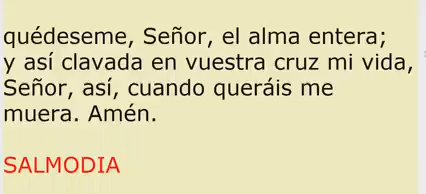 quédeseme, Señor, el alma entera;
y así clavada en vuestra cruz mi vida,
Señor, así, cuando queráis me
muera. Amén.
SALMODIA